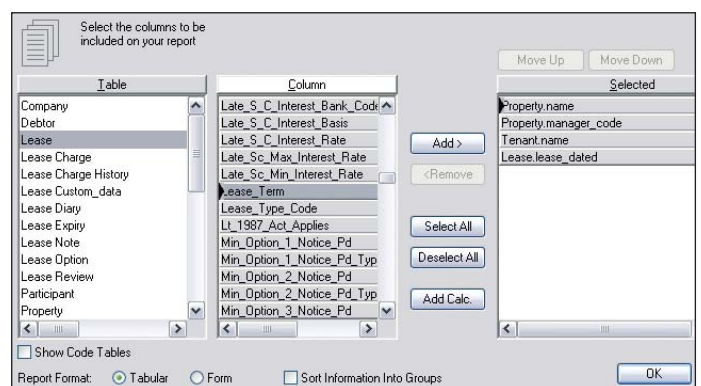 Select the columns to be
included on your report
Move Up Move Down
Table
Company
Debtor
Lease
Lease Charge
Lease Charge History
Lease Custom_data
Lease Diary
Lease Expiry
Lease Note
Lease Option
Lease Review
Participant
Property
Column
Late_S_C_Interest_Bank_Code
Late_S_C_Interest_Basis
Late_S_C_Interest_Rate
Late_Sc_Max_Interest_Rate
Late_Sc_Min_Interest_Rate
Lease_Term
Lease_Type_Code
Lt_1987_Act_Applies
Min_Option_1_Notice_Pd
Min_Option_1_Notice_Pd_Typ
Min_Option_2_Notice_Pd
Min_Option_2_Notice_Pd_Typ
Min_Option_3_Notice_Pd
Add >
<Remove
Select All
Deselect All
Add Calc.
Selected
Property.name
Property.manager_code
Tenant.name
Lease.lease_dated
Show Code Tables
Report Format: Tabular Form Sort Information Into Groups
OK